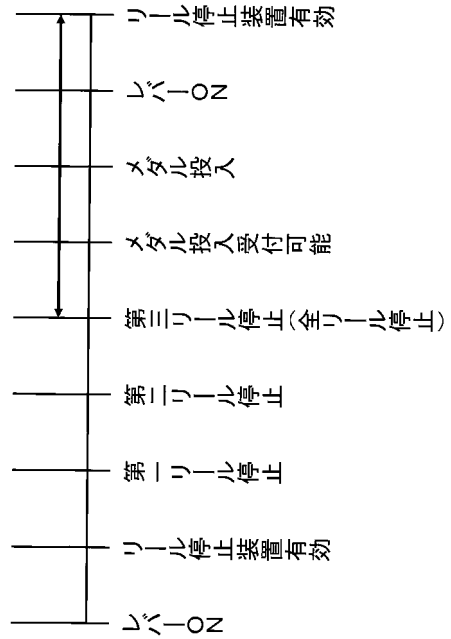 レバーON
リール停止装置有効
第一リール停止
第二リール停止
第三リール停止(全リール停止)
メダル投入受付可能
メダル投入
レバーON
リール停止装置有効